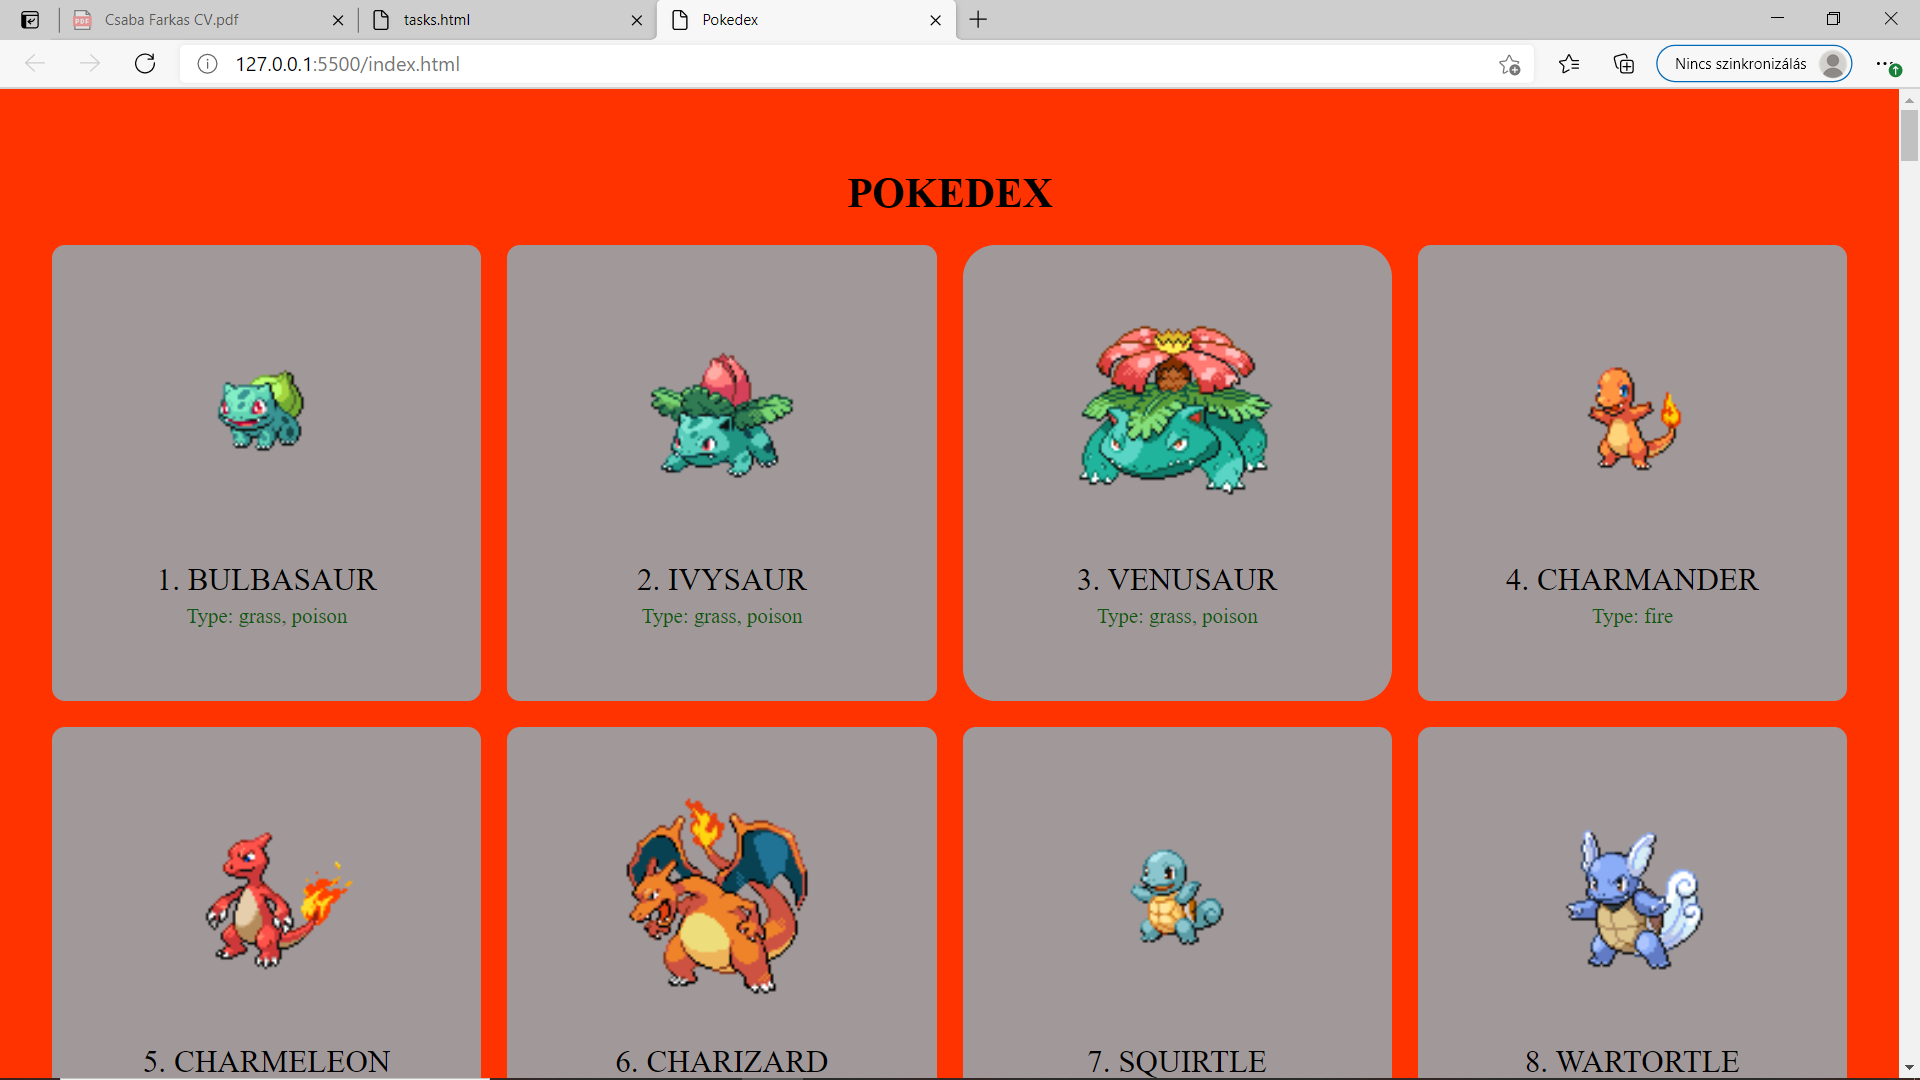 Csaba Farkas CV.pdf
tasks.html
Pokedex
127.0.0.1:5500/index.html
Nincs szinkronizálás
POKEDEX
1. BULBASAUR
Type: grass, poison
2. IVYSAUR
Type: grass, poison
3. VENUSAUR
Type: grass, poison
4. CHARMANDER
Type: fire
5. CHARMELEON
6. CHARIZARD
7. SQUIRTLE
8. WARTORTLE